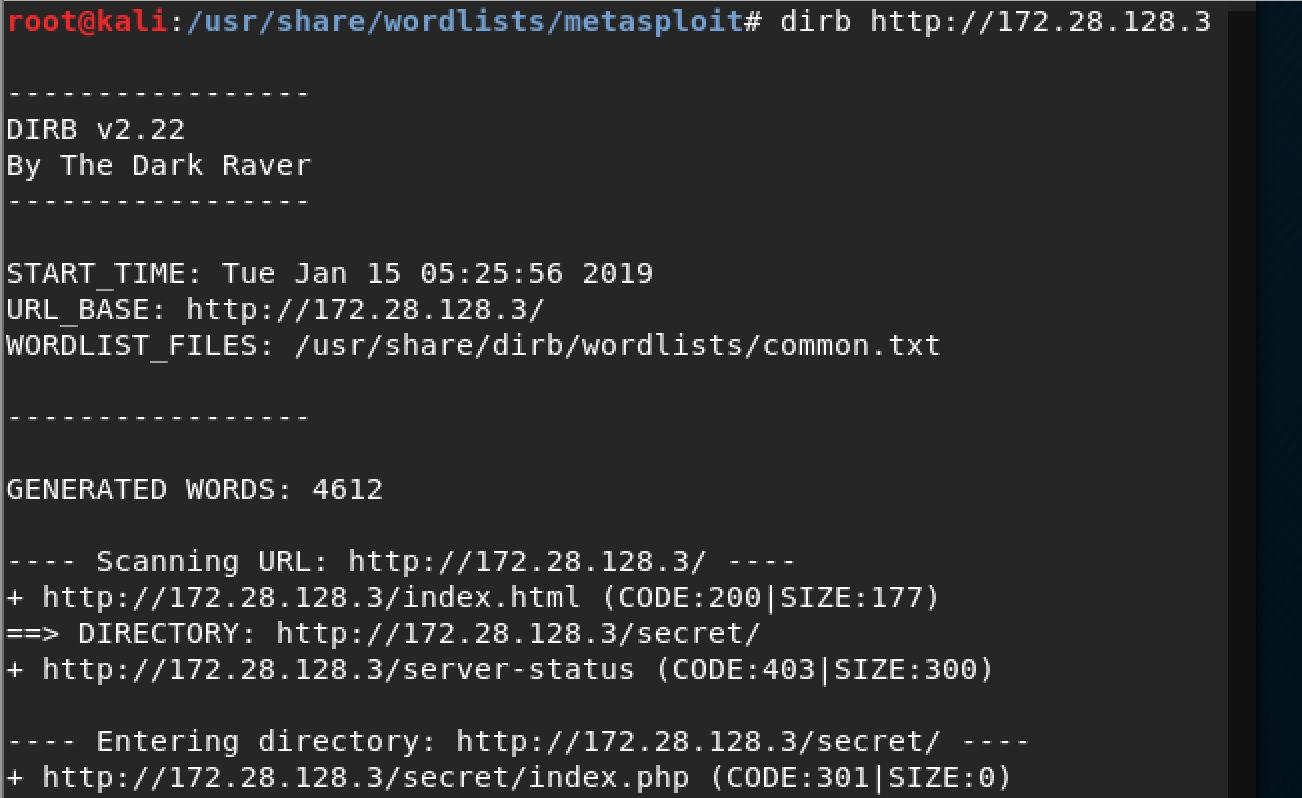 root@kali:/usr/share/wordlists/metasploit# dirb http://172.28.128.3
-----------------
DIRB v2.22
By The Dark Raver
-----------------
START_TIME: Tue Jan 15 05:25:56 2019
URL_BASE: http://172.28.128.3/
WORDLIST_FILES: /usr/share/dirb/wordlists/common.txt
-----------------
GENERATED WORDS: 4612
---- Scanning URL: http://172.28.128.3/ ----
+ http://172.28.128.3/index.html (CODE:200|SIZE:177)
==> DIRECTORY: http://172.28.128.3/secret/
+ http://172.28.128.3/server-status (CODE:403|SIZE:300)
---- Entering directory: http://172.28.128.3/secret/ ----
+ http://172.28.128.3/secret/index.php (CODE:301|SIZE:0)